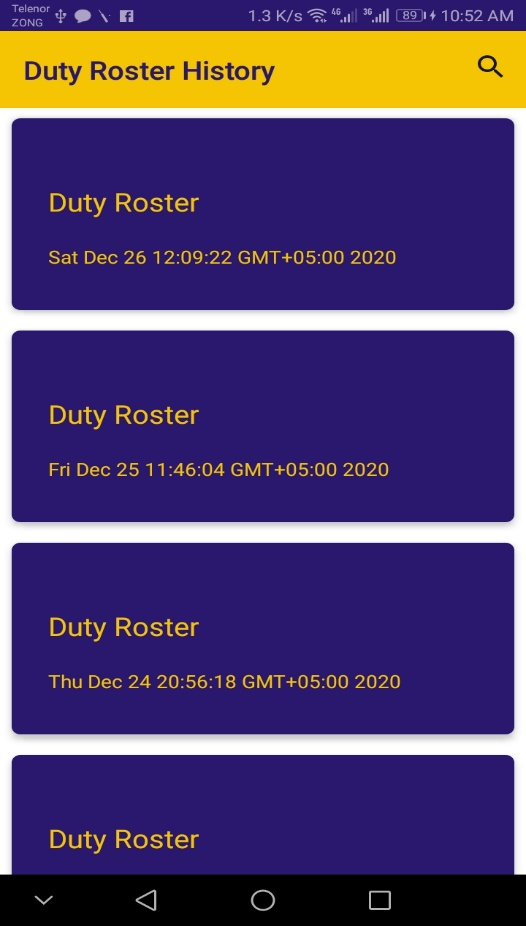 Telenor
ZONG
1.3 K/s 4G 3G 89 10:52 AM
Duty Roster History
Duty Roster
Sat Dec 26 12:09:22 GMT+05:00 2020
Duty Roster
Fri Dec 25 11:46:04 GMT+05:00 2020
Duty Roster
Thu Dec 24 20:56:18 GMT+05:00 2020
Duty Roster